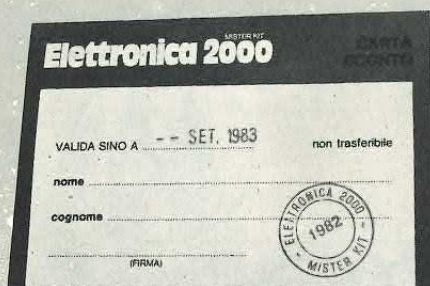 MISTER KIT
Elettronica 2000
CARTA
SCONTO
VALIDA SINO A -- SET. 1983 non trasferibile
nome
cognome
(FIRMA)
ELETTRONICA 2000 - MISTER KIT -
1982